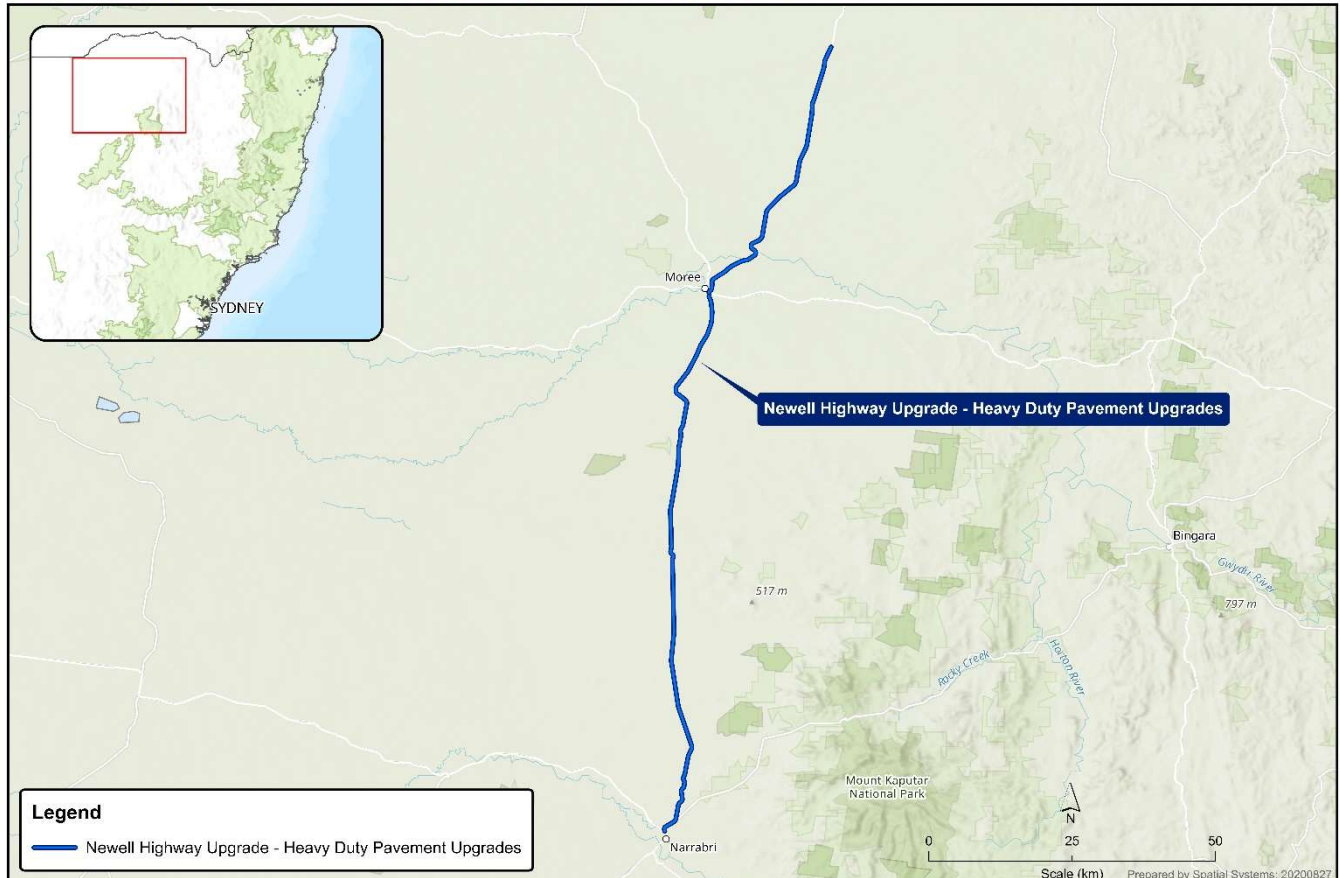 SYDNEY
Moree
Newell Highway Upgrade - Heavy Duty Pavement Upgrades
Bingara
Gwydir River
517 m
797 m
Rocky Creek
Horton River
Mount Kaputar
National Park
Legend
Newell Highway Upgrade - Heavy Duty Pavement Upgrades
Narrabri
N
0 25 50
Scale (km)
Prepared by Spatial Systems: 20200827